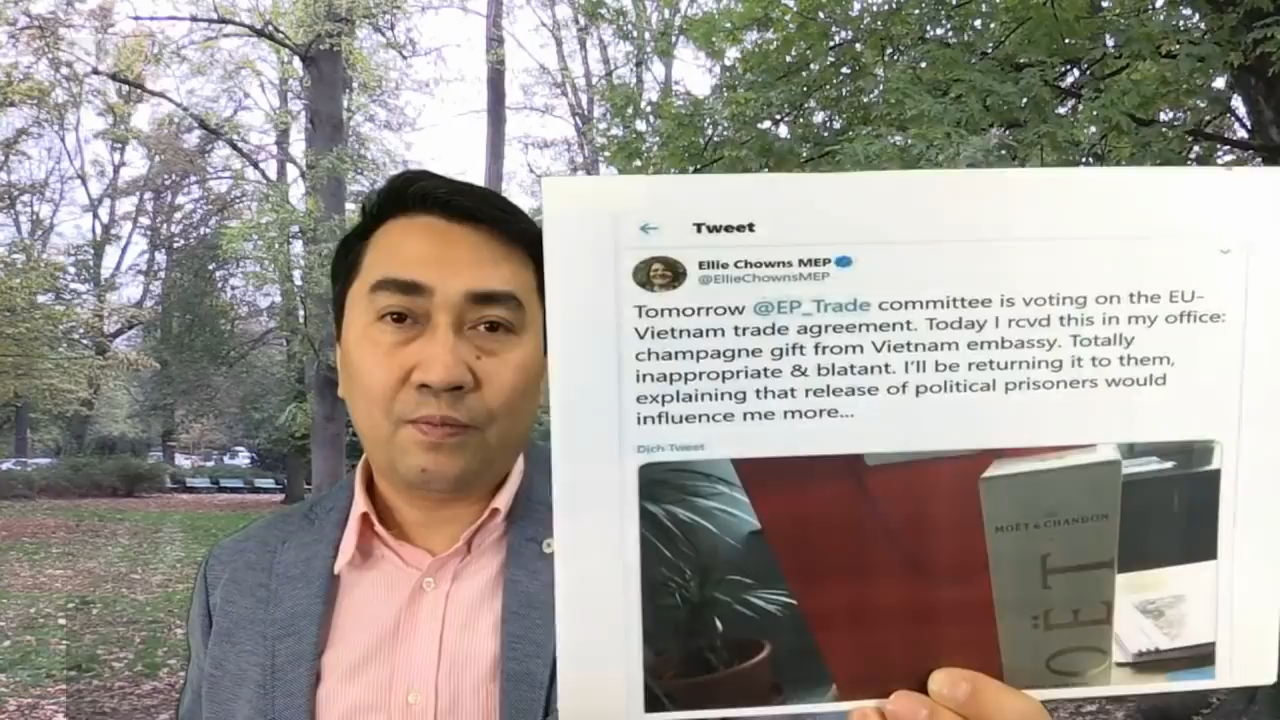 Tweet
Ellie Chowns MEP
@EllieChownsMEP
Tomorrow @EP_Trade committee is voting on the EU-
Vietnam trade agreement. Today I rcvd this in my office:
champagne gift from Vietnam embassy. Totally
inappropriate & blatant. I'll be returning it to them,
explaining that release of political prisoners would
influence me more...
Dịch Tweet
MOËT & CHANDON
OËT